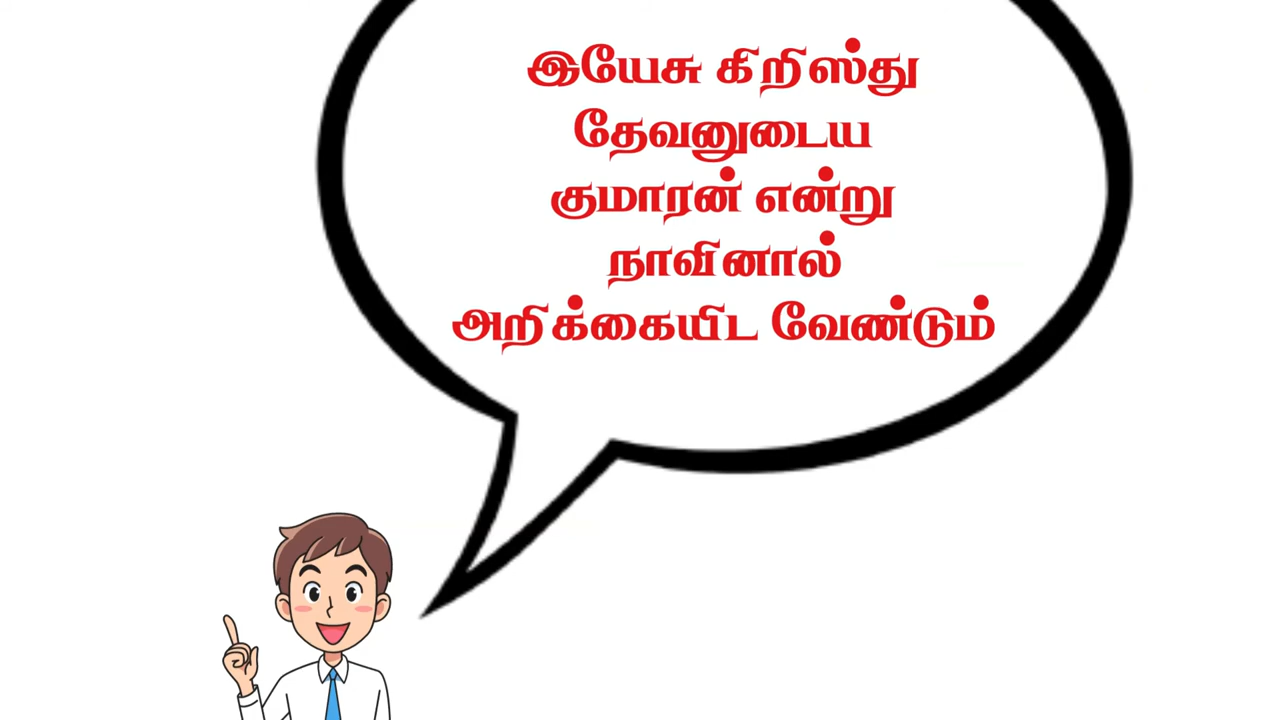 இயேசு கிறிஸ்து
தேவனுடைய
குமாரன் என்று
நாவினால்
அறிக்கையிட வேண்டும்